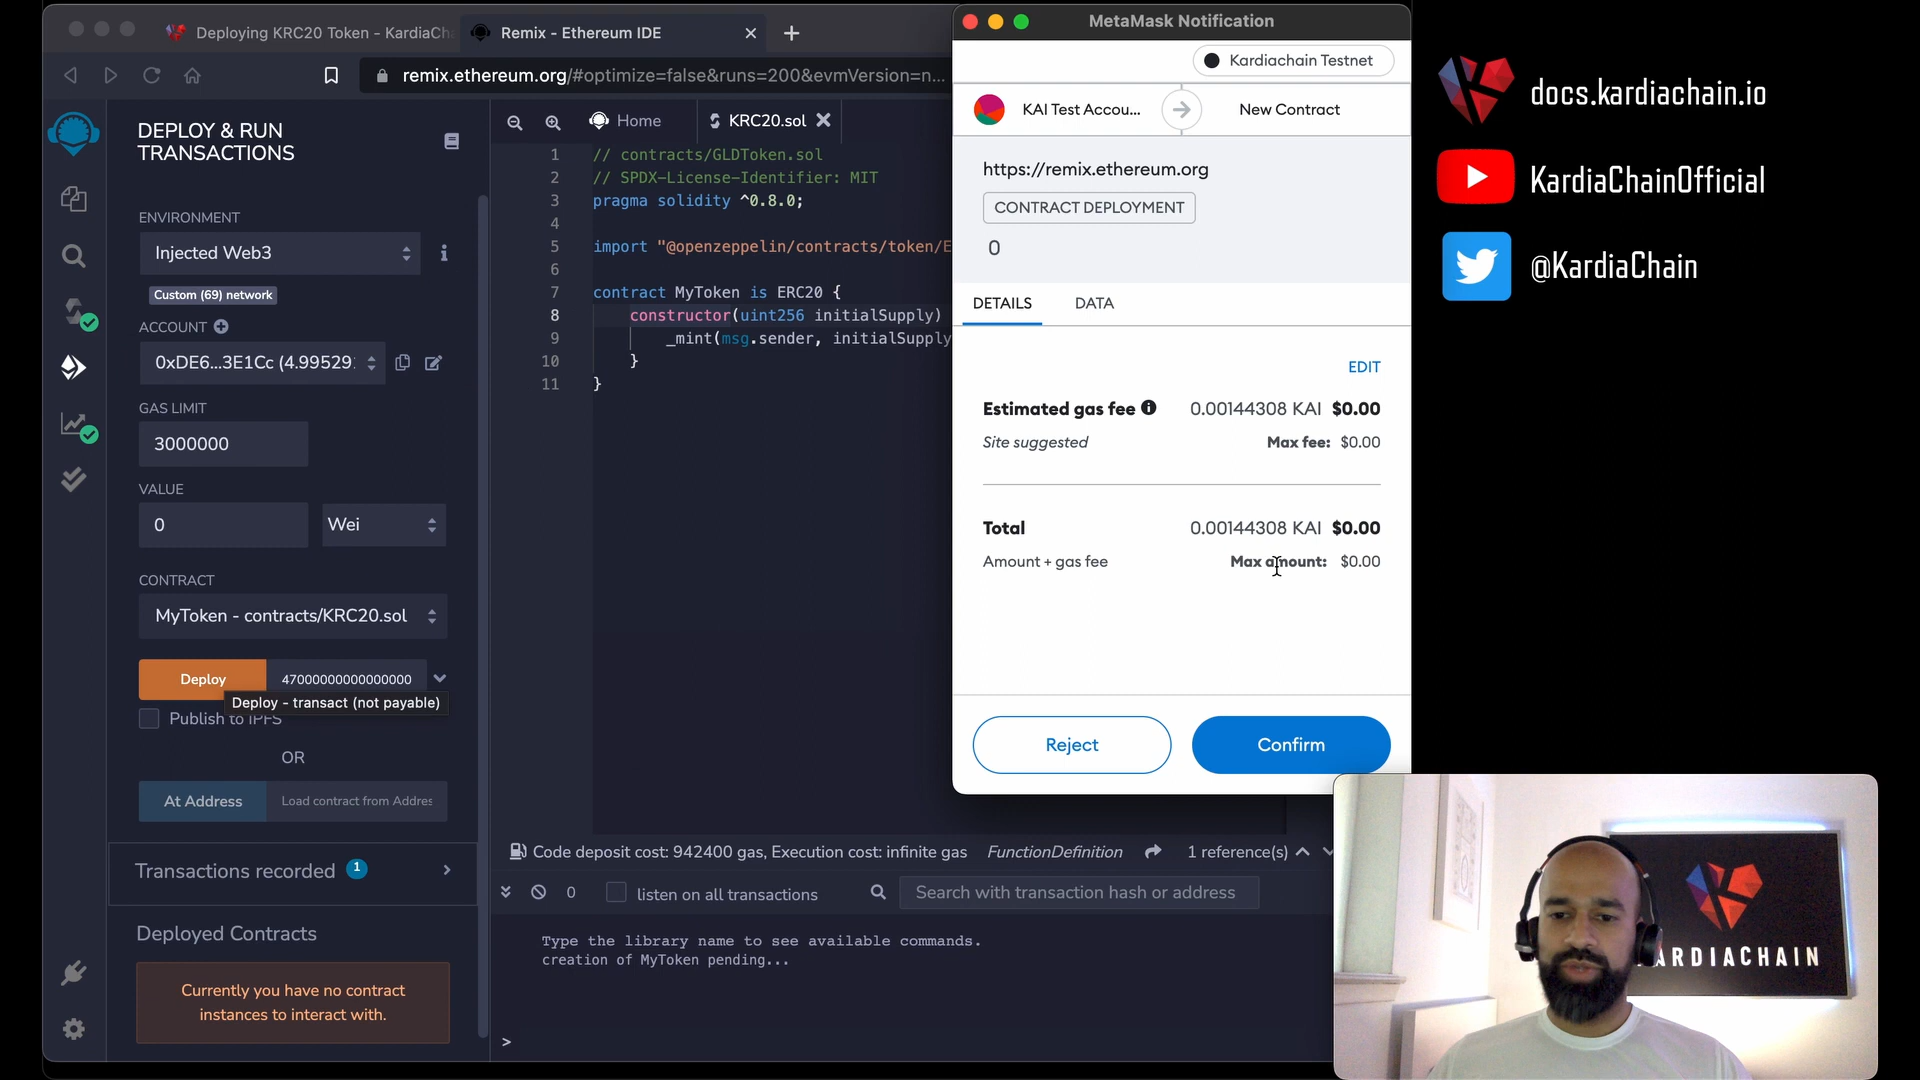 Deploying KRC20 Token - KardiaCh
Remix - Ethereum IDE
remix.ethereum.org/#optimize=false&runs=200&evmVersion=n...
DEPLOY & RUN
TRANSACTIONS
ENVIRONMENT
Injected Web3
Custom (69) network
ACCOUNT
0xDE6...3E1Cc (4.99529
GAS LIMIT
3000000
VALUE
0
Wei
CONTRACT
MyToken - contracts/KRC20.sol
Deploy
47000000000000000
Deploy - transact (not payable)
Publish to IPFS
OR
At Address
Load contract from Addres
Transactions recorded 1
Deployed Contracts
Currently you have no contract
instances to interact with.
Home
KRC20.sol
1 // contracts/GLDToken.sol
2 // SPDX-License-Identifier: MIT
3 pragma solidity ^0.8.0;
4
5 import "@openzeppelin/contracts/token/E
6
7 contract MyToken is ERC20 {
8 constructor(uint256 initialSupply)
9 _mint(msg.sender, initialSupply
10 }
11 }
Code deposit cost: 942400 gas, Execution cost: infinite gas
FunctionDefinition
1 reference(s)
0
listen on all transactions
Search with transaction hash or address
Type the library name to see available commands.
creation of MyToken pending...
>
MetaMask Notification
Kardiachain Testnet
KAI Test Accou...
New Contract
https://remix.ethereum.org
CONTRACT DEPLOYMENT
0
DETAILS
DATA
EDIT
Estimated gas fee
0.00144308 KAI $0.00
Site suggested
Max fee: $0.00
Total
0.00144308 KAI $0.00
Amount + gas fee
Max amount: $0.00
Reject
Confirm
docs.kardiachain.io
KardiaChainOfficial
@KardiaChain
ARDIACHAIN